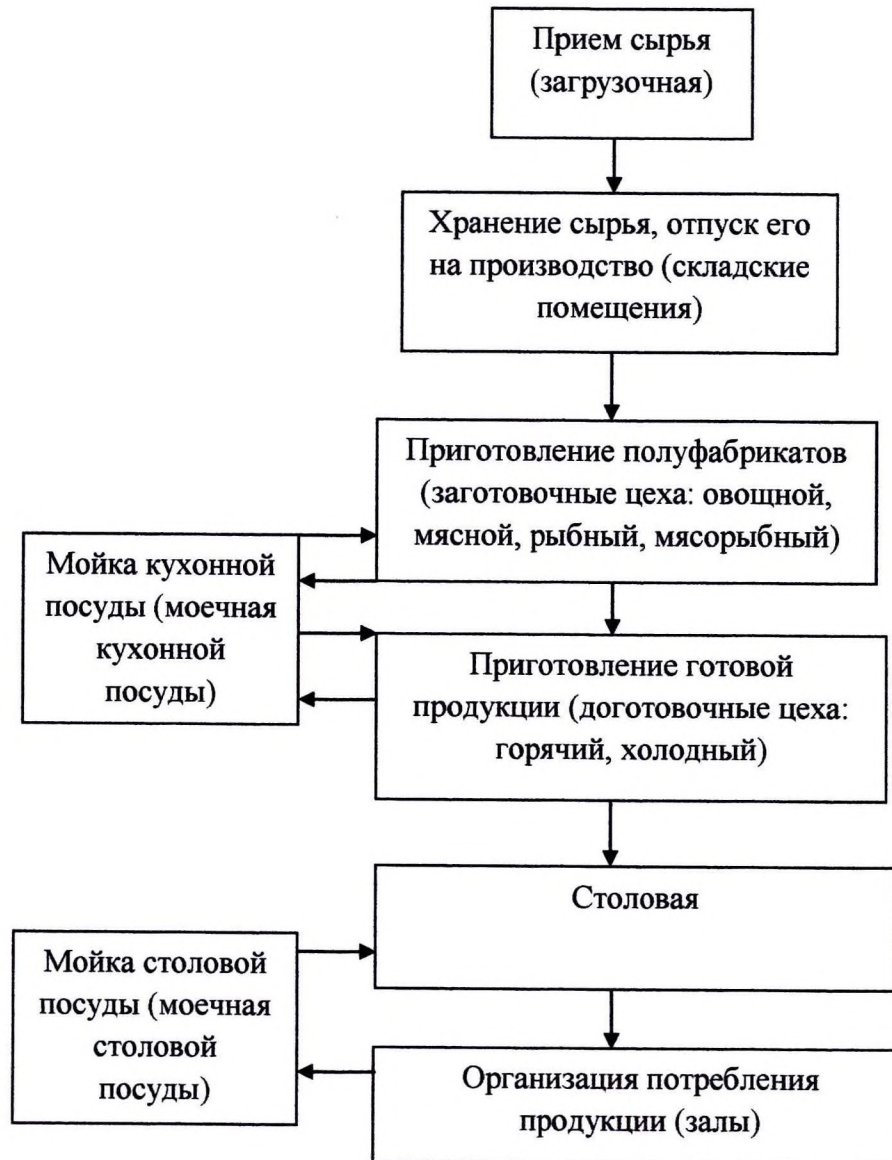 Прием сырья
(загрузочная)
Хранение сырья, отпуск его
на производство (складские
помещения)
Приготовление полуфабрикатов
(заготовочные цеха: овощной,
мясной, рыбный, мясорыбный)
Мойка кухонной
посуды (моечная
кухонной
посуды)
Приготовление готовой
продукции (доготовочные цеха:
горячий, холодный)
Столовая
Мойка столовой
посуды (моечная
столовой
посуды)
Организация потребления
продукции (залы)